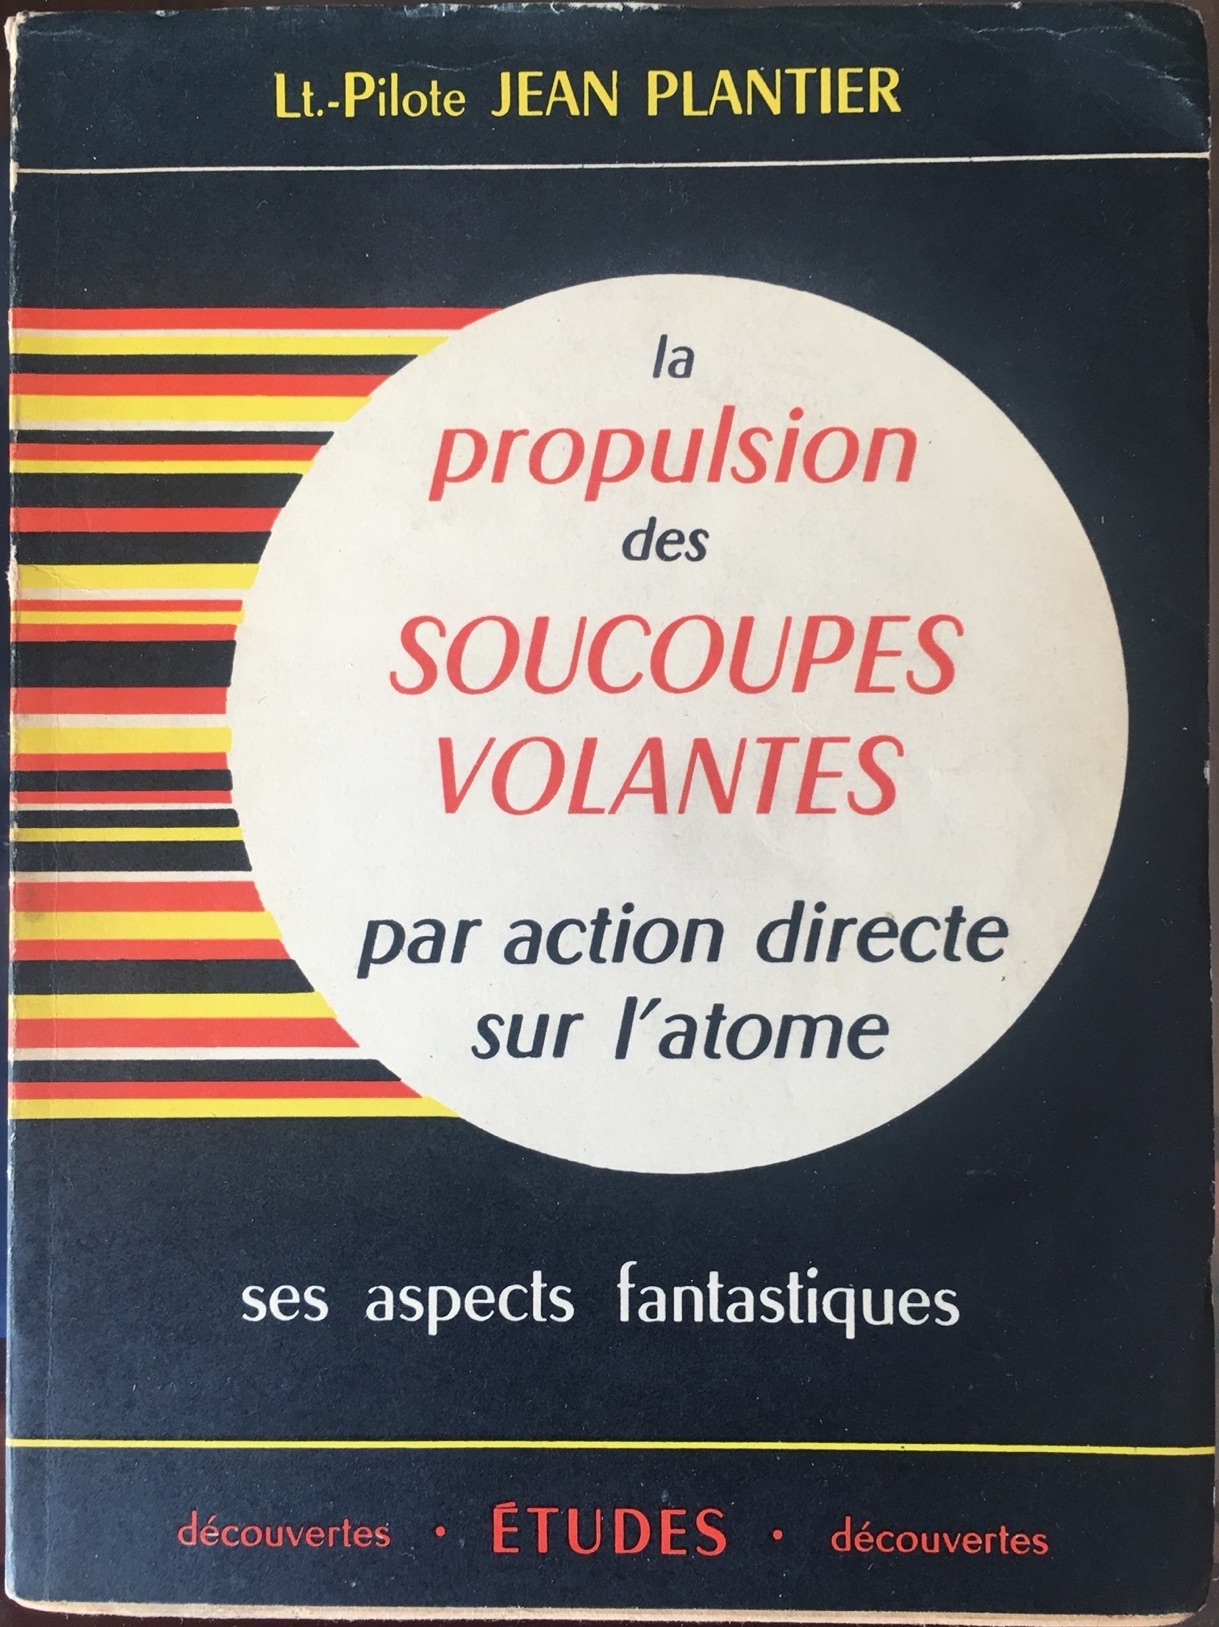 Lt.-Pilote JEAN PLANTIER
la
propulsion
des
SOUCOUPES
VOLANTES
par action directe
sur l'atome
ses aspects fantastiques
découvertes • ÉTUDES • découvertes